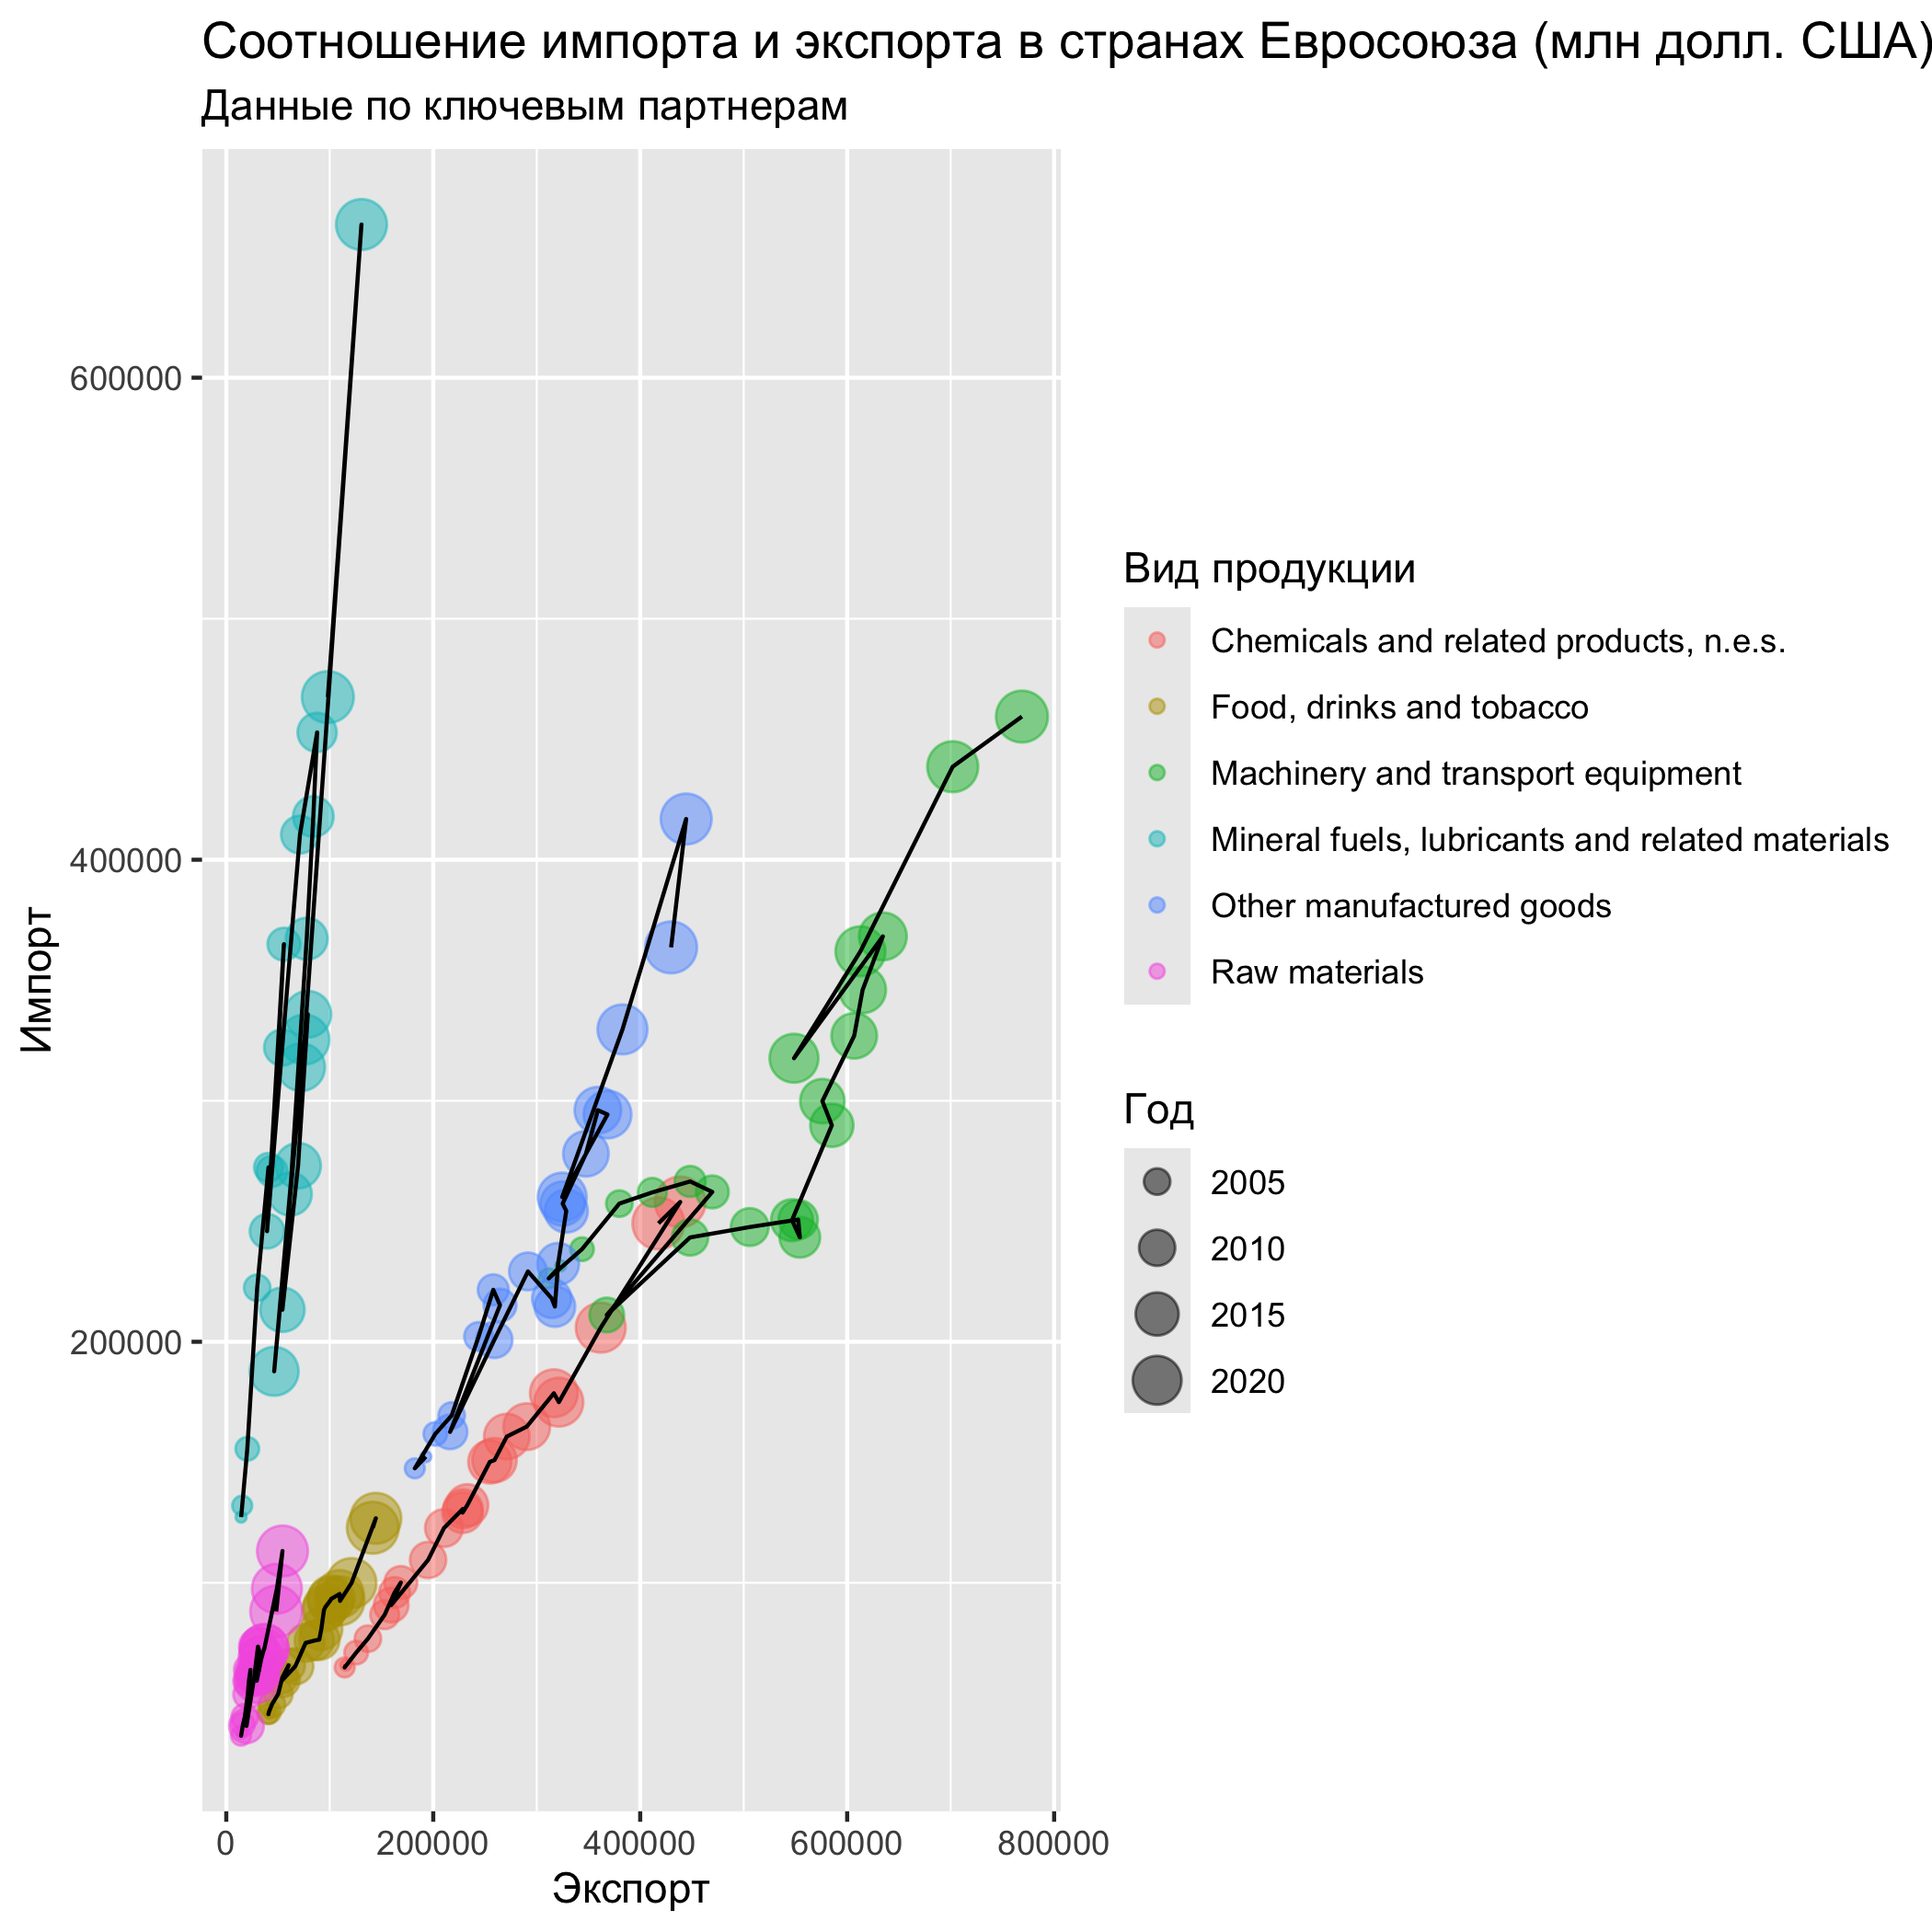 Соотношение импорта и экспорта в странах Евросоюза (млн долл. США)
Данные по ключевым партнерам
600000
400000
200000
Импорт
0
200000
400000
600000
800000
Экспорт
Вид продукции
Chemicals and related products, n.e.s.
Food, drinks and tobacco
Machinery and transport equipment
Mineral fuels, lubricants and related materials
Other manufactured goods
Raw materials
Год
2005
2010
2015
2020